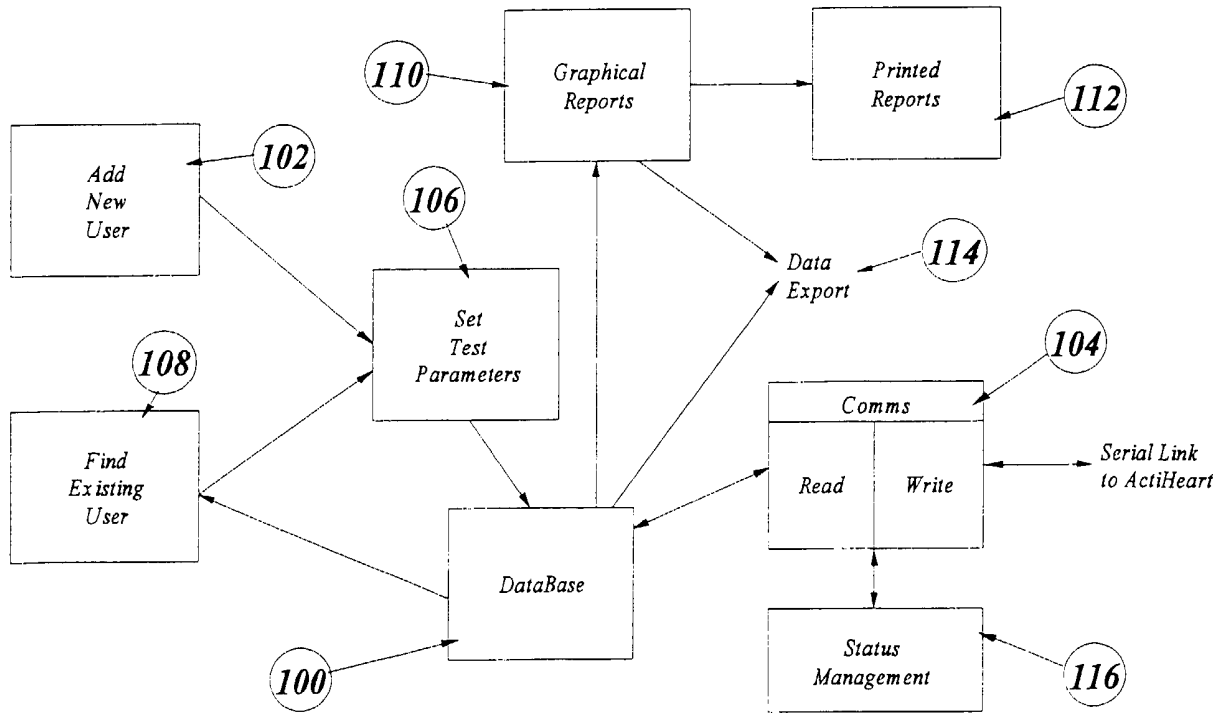 110
Graphical
Reports
Printed
Reports
112
102
Add
New
User
106
114
Data
Export
Set
Test
Parameters
108
104
Comms
Find
Existing
User
Read
Write
Serial Link
to ActiHeart
DataBase
100
Status
Management
116